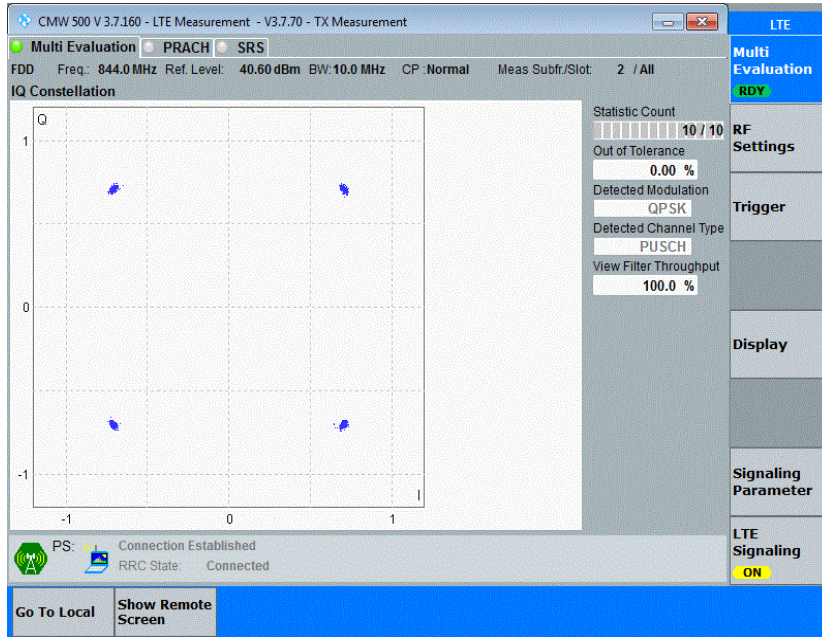 CMW 500 V 3.7.160 - LTE Measurement - V3.7.70 - TX Measurement
LTE
Multi Evaluation PRACH SRS
Multi
Evaluation
RDY
FDD Freq.: 844.0 MHz Ref. Level: 40.60 dBm BW: 10.0 MHz CP : Normal Meas Subfr./Slot: 2 / All
IQ Constellation
Q
1
0
-1
I
-1 0 1
Statistic Count
10 / 10
Out of Tolerance
0.00 %
Detected Modulation
QPSK
Detected Channel Type
PUSCH
View Filter Throughput
100.0 %
RF
Settings
Trigger
Display
Signaling
Parameter
LTE
Signaling
ON
PS: Connection Established
RRC State: Connected
Go To Local
Show Remote
Screen